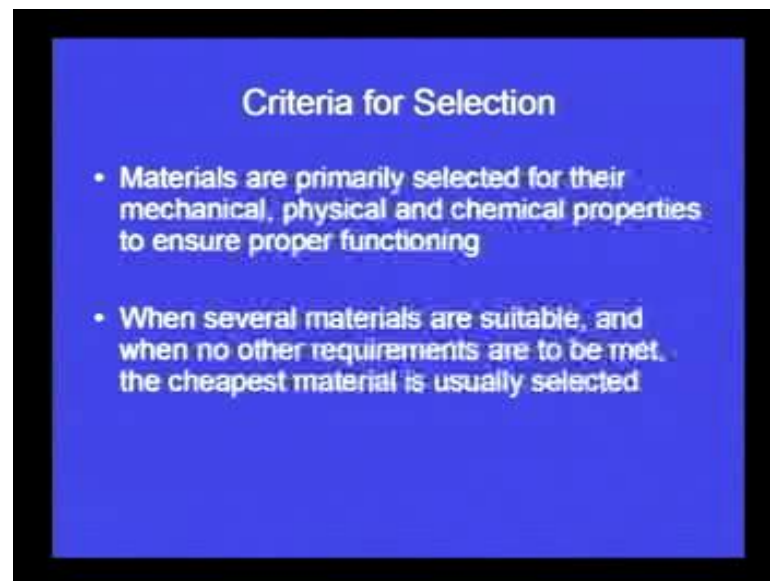 Criteria for Selection
• Materials are primarily selected for their
mechanical, physical and chemical properties
to ensure proper functioning
• When several materials are suitable, and
when no other requirements are to be met,
the cheapest material is usually selected